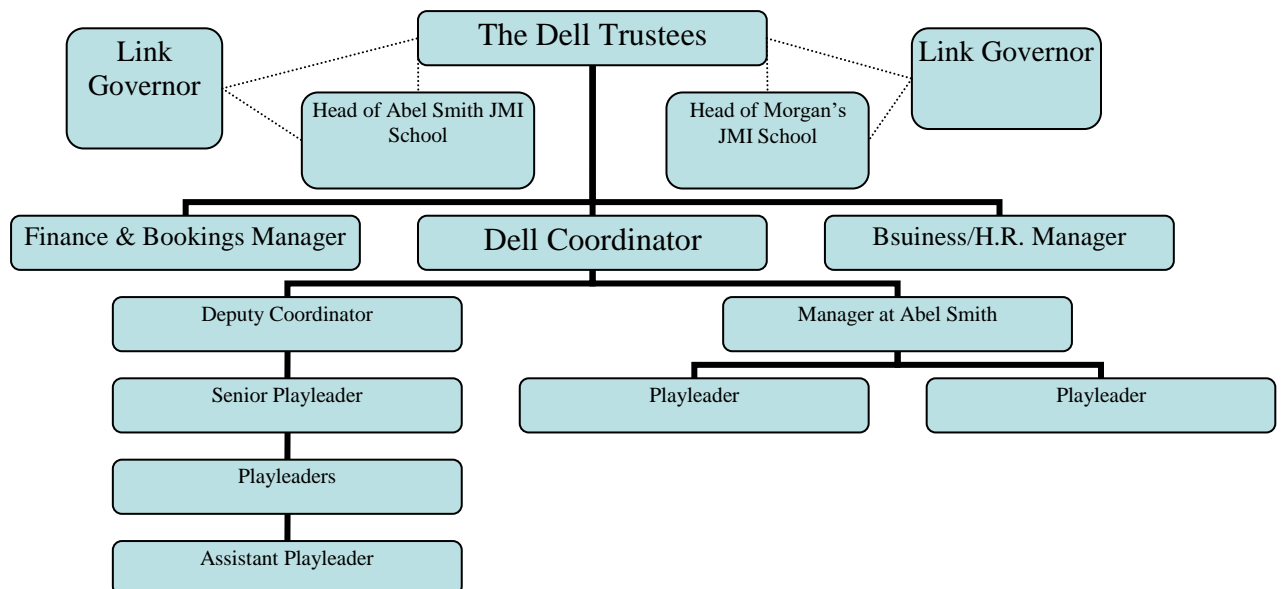 The Dell Trustees
Link
Governor
Link Governor
Head of Abel Smith JMI
School
Head of Morgan's
JMI School
Finance & Bookings Manager
Dell Coordinator
Bsuiness/H.R. Manager
Deputy Coordinator
Manager at Abel Smith
Senior Playleader
Playleader
Playleader
Playleaders
Assistant Playleader